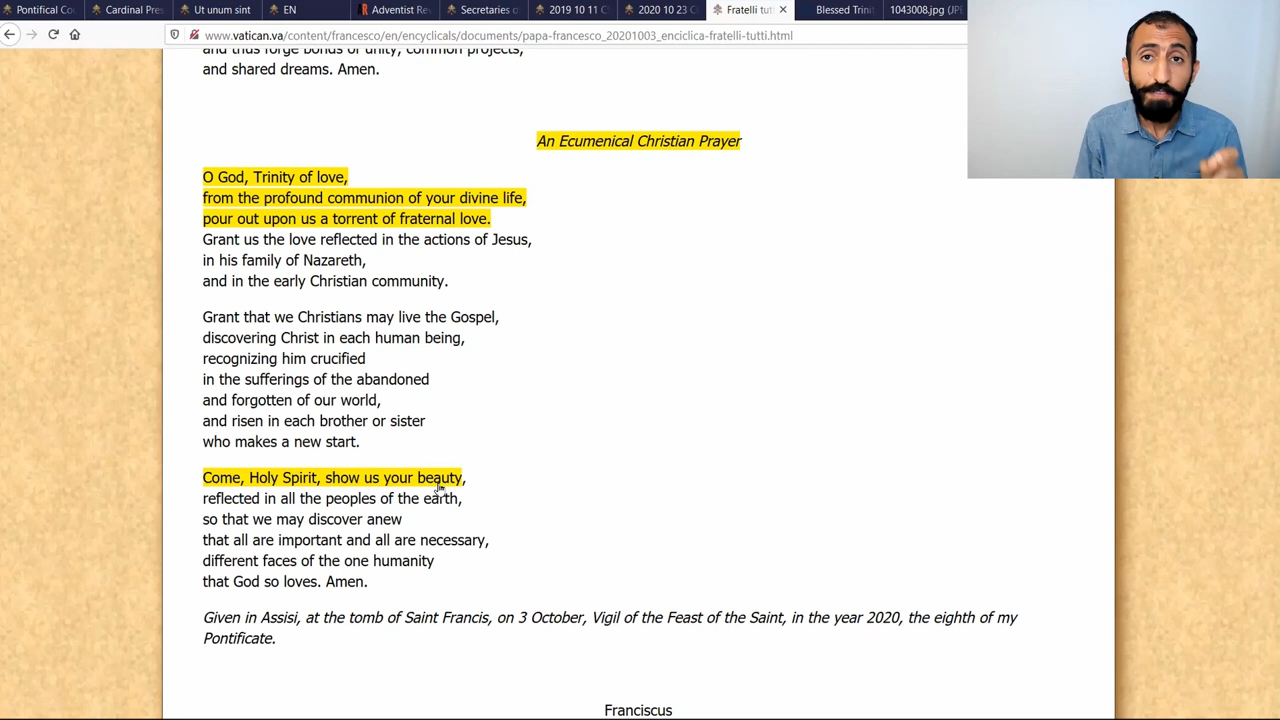 Pontifical Cou
Cardinal Pres
Ut unum sint
EN
Adventist Re
Secretaries o
2019 10 11 C
2020 10 23 C
Fratelli tutt
Blessed Trinit
1043008.jpg (JPE
www.vatican.va/content/francesco/en/encyclicals/documents/papa-francesco_20201003_enciclica-fratelli-tutti.html
and thus forge bonds of unity, common projects,
and shared dreams. Amen.
An Ecumenical Christian Prayer
O God, Trinity of love,
from the profound communion of your divine life,
pour out upon us a torrent of fraternal love.
Grant us the love reflected in the actions of Jesus,
in his family of Nazareth,
and in the early Christian community.
Grant that we Christians may live the Gospel,
discovering Christ in each human being,
recognizing him crucified
in the sufferings of the abandoned
and forgotten of our world,
and risen in each brother or sister
who makes a new start.
Come, Holy Spirit, show us your beauty,
reflected in all the peoples of the earth,
so that we may discover anew
that all are important and all are necessary,
different faces of the one humanity
that God so loves. Amen.
Given in Assisi, at the tomb of Saint Francis, on 3 October, Vigil of the Feast of the Saint, in the year 2020, the eighth of my
Pontificate.
Franciscus